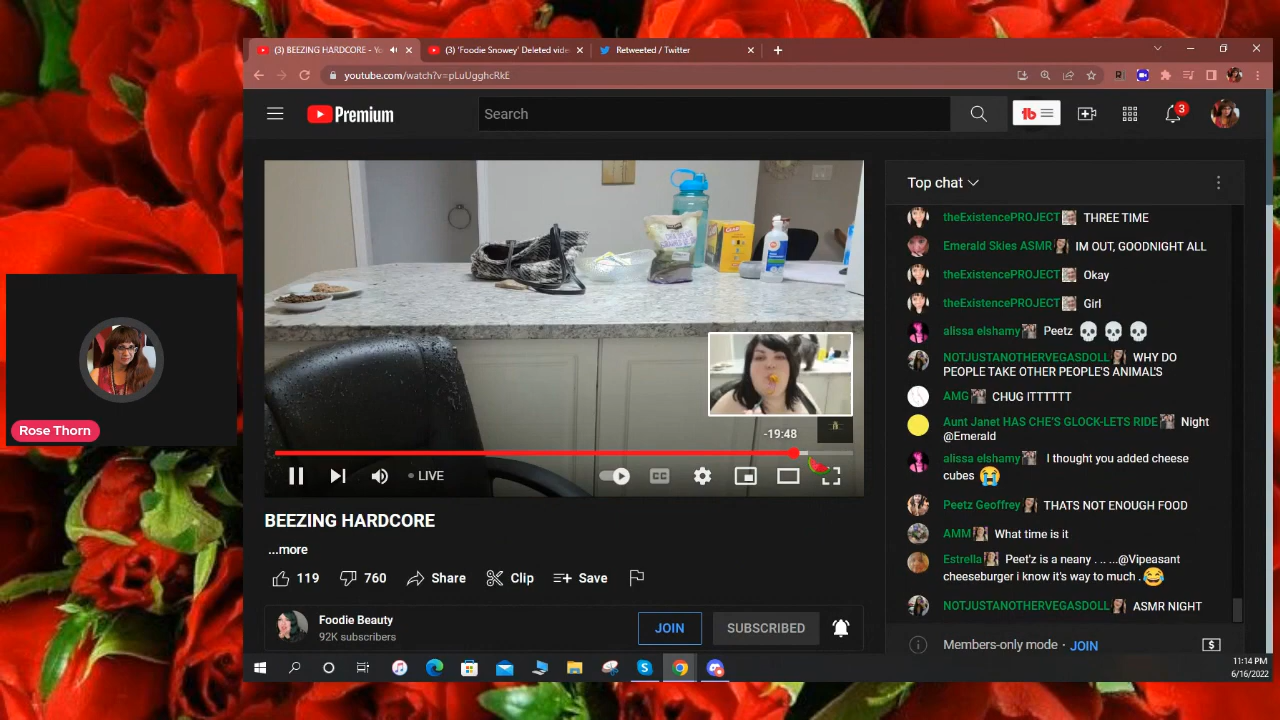 (3) BEEZING HARDCORE - Yo
(3) 'Foodie Snowey' Deleted vide
Retweeted / Twitter
youtube.com/watch?v=pLuUgghcRkE
Premium
Search
tb
3
Top chat
theExistencePROJECT THREE TIME
Emerald Skies ASMR IM OUT, GOODNIGHT ALL
theExistencePROJECT Okay
theExistencePROJECT Girl
alissa elshamy Peetz 💀 💀 💀
NOTJUSTANOTHERVEGASDOLL WHY DO
PEOPLE TAKE OTHER PEOPLE'S ANIMALS
AMG CHUG ITTTTTT
Aunt Janet HAS CHE'S GLOCK-LETS RIDE Night
@Emerald
alissa elshamy I thought you added cheese
cubes 😭
Peetz Geoffrey THATS NOT ENOUGH FOOD
AMM What time is it
Estrella Peet'z is a neany . .. ...@Vipeasant
cheeseburger i know it's way to much . 😂
NOTJUSTANOTHERVEGASDOLL ASMR NIGHT
Members-only mode · JOIN
Rose Thorn
-19:48
LIVE
CC
BEEZING HARDCORE
...more
119
760
Share
Clip
Save
Foodie Beauty
92K subscribers
JOIN
SUBSCRIBED
11:14 PM
6/16/2022